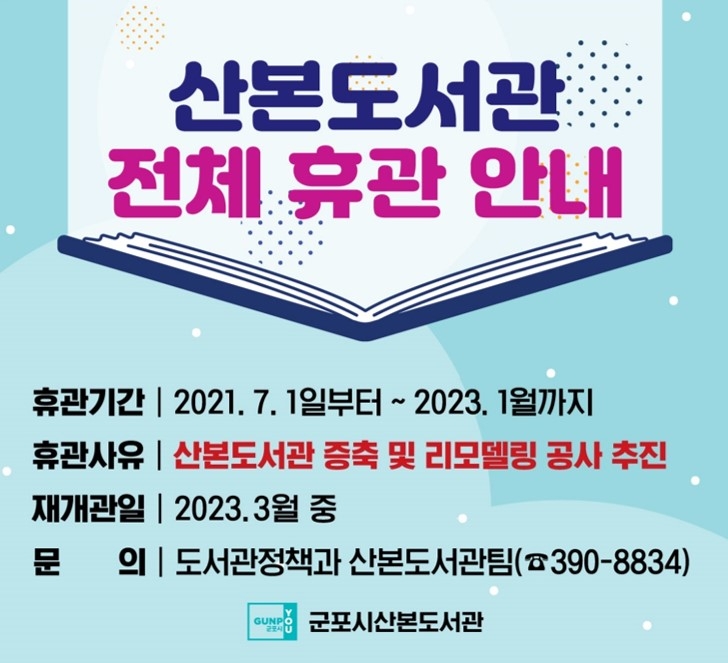 산본도서관
전체 휴관 안내
휴관기간 | 2021. 7. 1일부터 ~ 2023. 1월까지
휴관사유 | 산본도서관 증축 및 리모델링 공사 추진
재개관일 | 2023. 3월 중
문 의 | 도서관정책과 산본도서관팀(☎390-8834)
GUNP YOU 군포시 군포시산본도서관